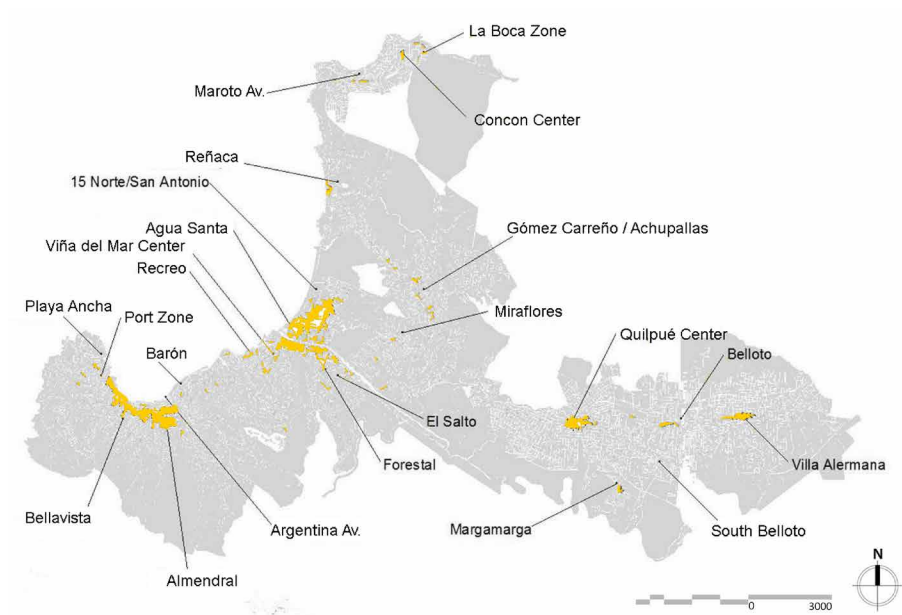 La Boca Zone
Maroto Av.
Concon Center
Reñaca
15 Norte/San Antonio
Agua Santa
Gómez Carreño / Achupallas
Viña del Mar Center
Recreo
Playa Ancha
Port Zone
Miraflores
Quilpué Center
Barón
Belloto
El Salto
Forestal
Villa Alermana
Bellavista
Argentina Av.
Margamarga
South Belloto
Almendral
N
0 3000